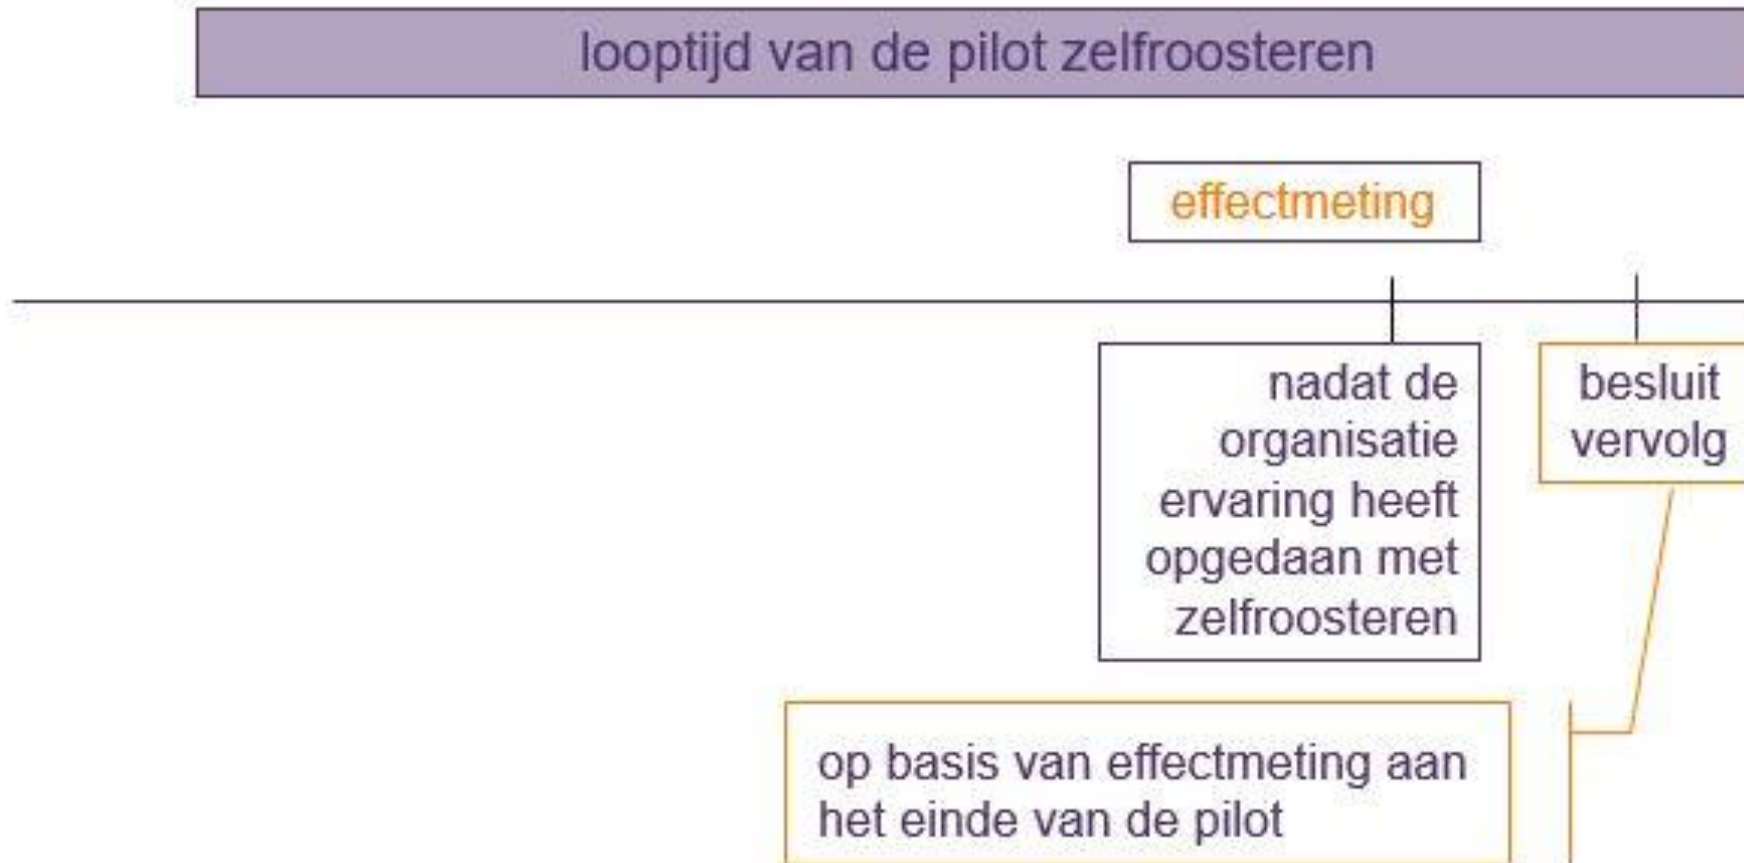 looptijd van de pilot zelfroosteren
effectmeting
nadat de
organisatie
ervaring heeft
opgedaan met
zelfroosteren
besluit
vervolg
op basis van effectmeting aan
het einde van de pilot